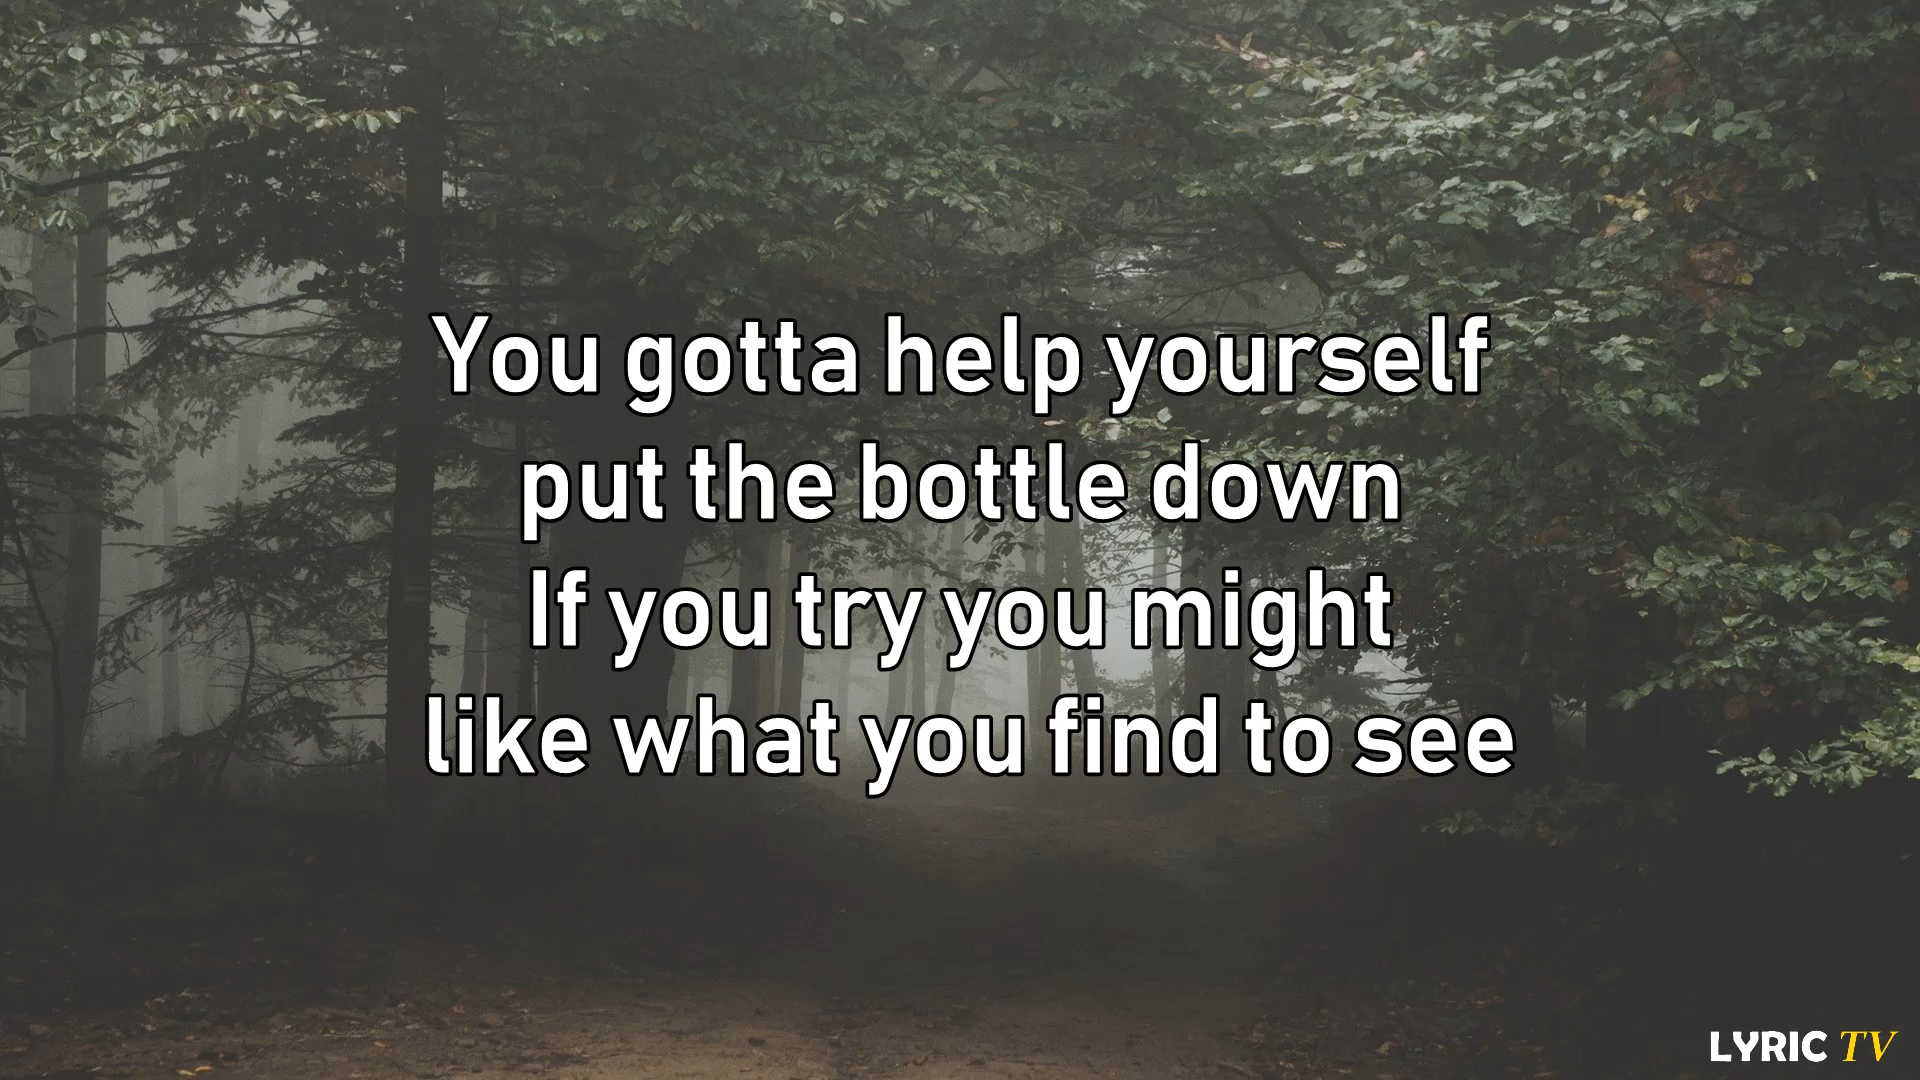 You gotta help yourself
put the bottle down
If you try you might
like what you find to see
LYRIC TV